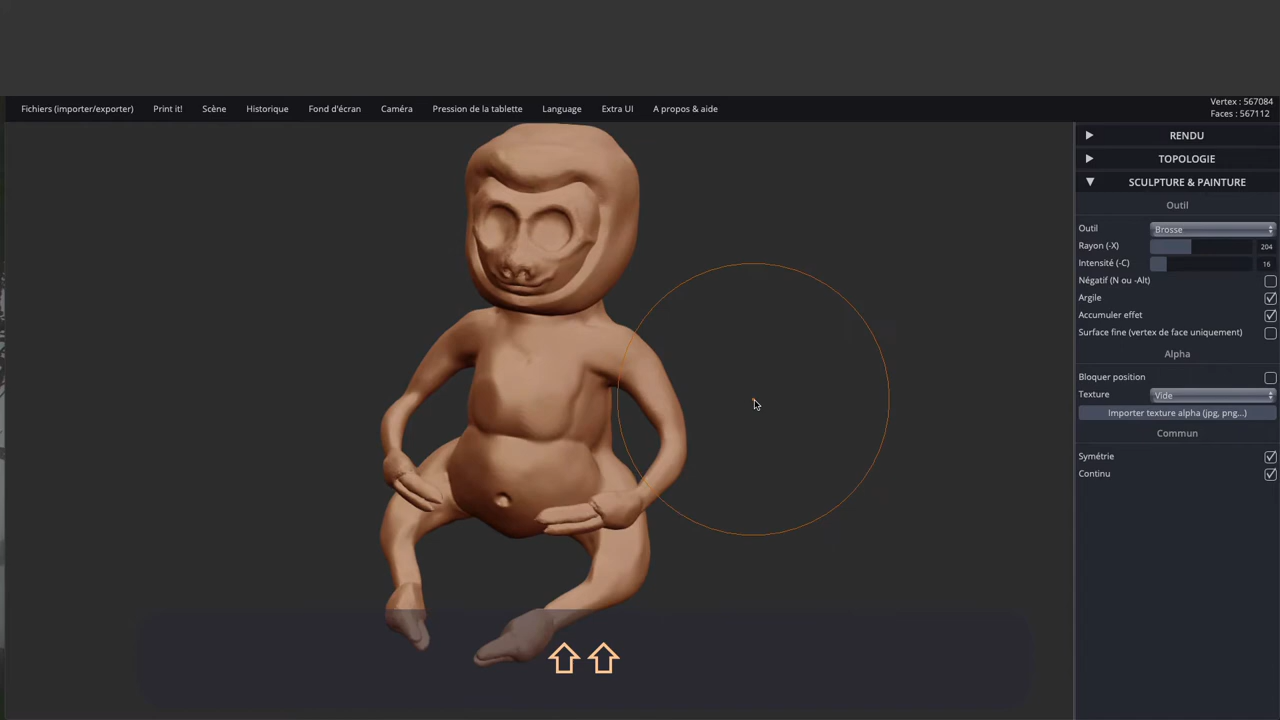 Fichiers (importer/exporter) Print it! Scène Historique Fond d'écran Caméra Pression de la tablette Language Extra UI A propos & aide
Vertex : 567084
Faces : 567112
RENDU
TOPOLOGIE
SCULPTURE & PAINTURE
Outil
Outil Brosse
Rayon (-X) 204
Intensité (-C) 16
Négatif (N ou -Alt)
Argile
Accumuler effet
Surface fine (vertex de face uniquement)
Alpha
Bloquer position
Texture Vide
Importer texture alpha (jpg, png...)
Commun
Symétrie
Continu